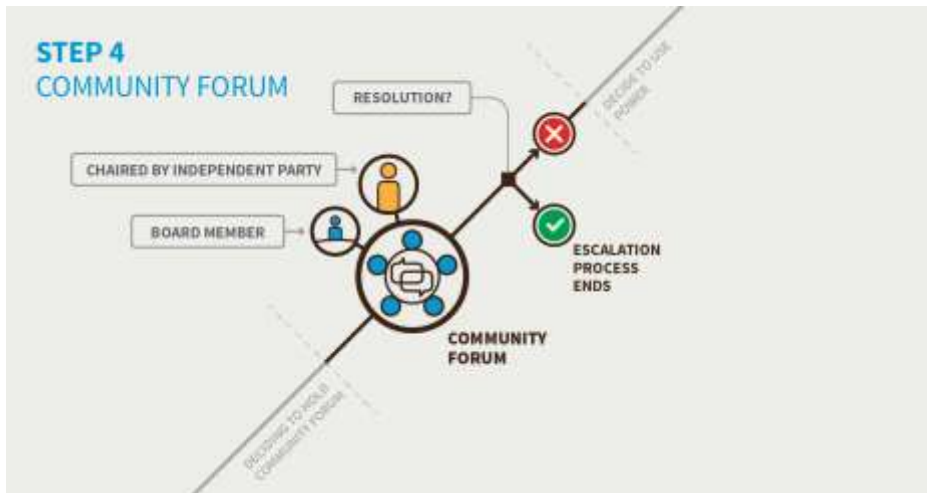 STEP 4
COMMUNITY FORUM
RESOLUTION?
DECIDE TO USE
POWER
CHAIRED BY INDEPENDENT PARTY
BOARD MEMBER
ESCALATION
PROCESS
ENDS
COMMUNITY
FORUM
DECIDING TO HOLD
COMMUNITY FORUM